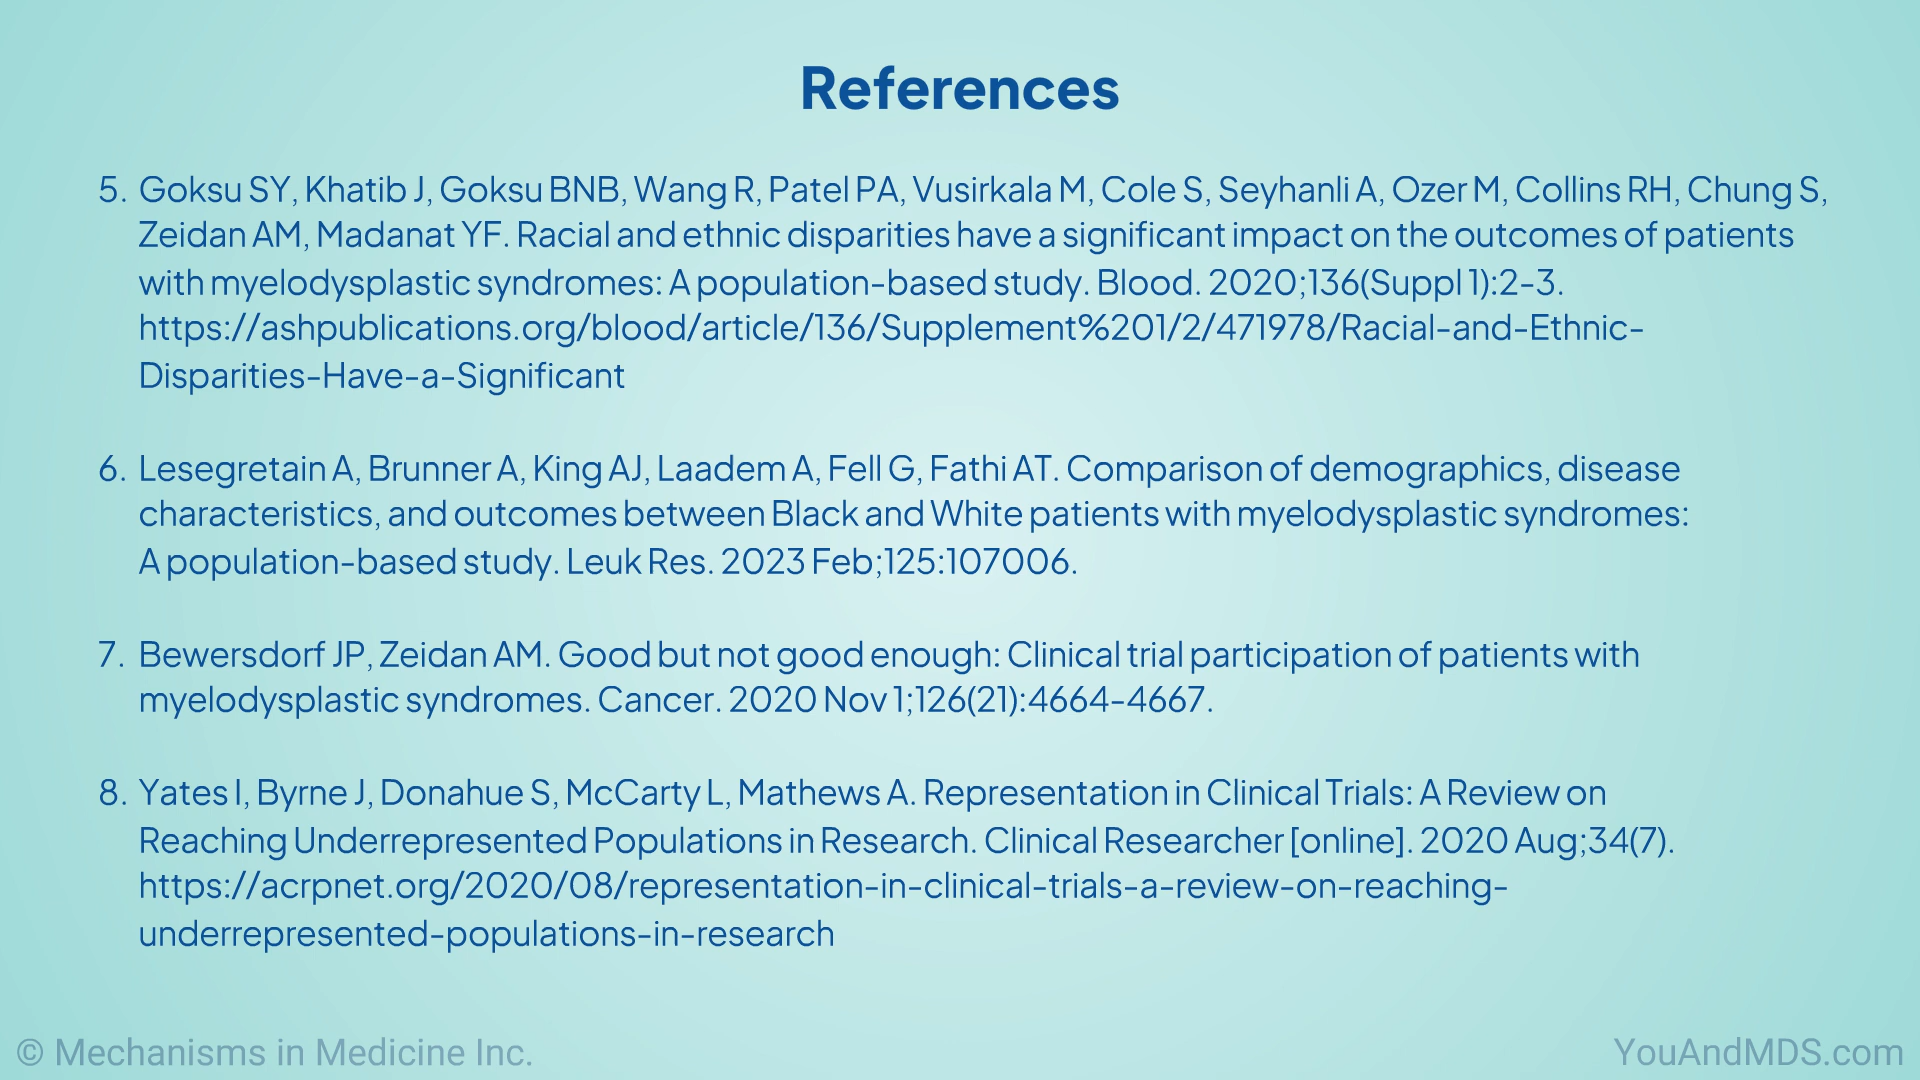 References
5. Goksu SY, Khatib J, Goksu BNB, Wang R, Patel PA, Vusirkala M, Cole S, Seyhanli A, Ozer M, Collins RH, Chung S,
Zeidan AM, Madanat YF. Racial and ethnic disparities have a significant impact on the outcomes of patients
with myelodysplastic syndromes: A population-based study. Blood. 2020;136(Suppl 1):2-3.
https://ashpublications.org/blood/article/136/Supplement%201/2/471978/Racial-and-Ethnic-
Disparities-Have-a-Significant
6. Lesegretain A, Brunner A, King AJ, Laadem A, Fell G, Fathi AT. Comparison of demographics, disease
characteristics, and outcomes between Black and White patients with myelodysplastic syndromes:
A population-based study. Leuk Res. 2023 Feb;125:107006.
7. Bewersdorf JP, Zeidan AM. Good but not good enough: Clinical trial participation of patients with
myelodysplastic syndromes. Cancer. 2020 Nov 1;126(21):4664-4667.
8. Yates I, Byrne J, Donahue S, McCarty L, Mathews A. Representation in Clinical Trials: A Review on
Reaching Underrepresented Populations in Research. Clinical Researcher [online]. 2020 Aug;34(7).
https://acrpnet.org/2020/08/representation-in-clinical-trials-a-review-on-reaching-
underrepresented-populations-in-research
© Mechanisms in Medicine Inc.
YouAndMDS.com